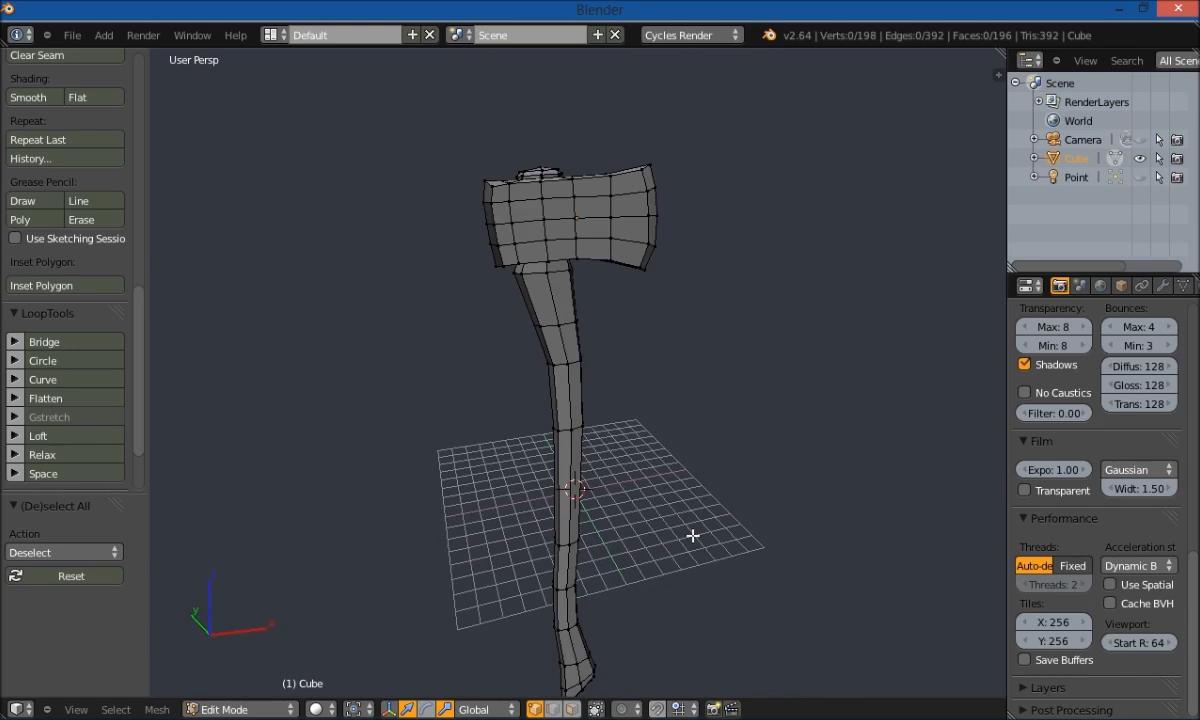 Blender
File Add Render Window Help Default Scene Cycles Render v2.64 | Verts:0/198 | Edges:0/392 | Faces:0/196 | Tris:392 | Cube
Clear Seam
Shading:
Smooth Flat
Repeat:
Repeat Last
History...
Grease Pencil:
Draw Line
Poly Erase
Use Sketching Sessio
Inset Polygon:
Inset Polygon
LoopTools
Bridge
Circle
Curve
Flatten
Gstretch
Loft
Relax
Space
(De)select All
Action
Deselect
Reset
User Persp
z
y
x
(1) Cube
View Select Mesh Edit Mode Global
View Search All Scen
Scene
RenderLayers
World
Camera
Cube
Point
Transparency: Bounces:
Max: 8 Max: 4
Min: 8 Min: 3
Shadows Diffus: 128
Gloss: 128
No Caustics Trans: 128
Filter: 0.00
Film
Expo: 1.00 Gaussian
Transparent Widt: 1.50
Performance
Threads: Acceleration st
Auto-de Fixed Dynamic B
Threads: 2 Use Spatial
Tiles: Cache BVH
X: 256 Viewport:
Y: 256 Start R: 64
Save Buffers
Layers
Post Processing